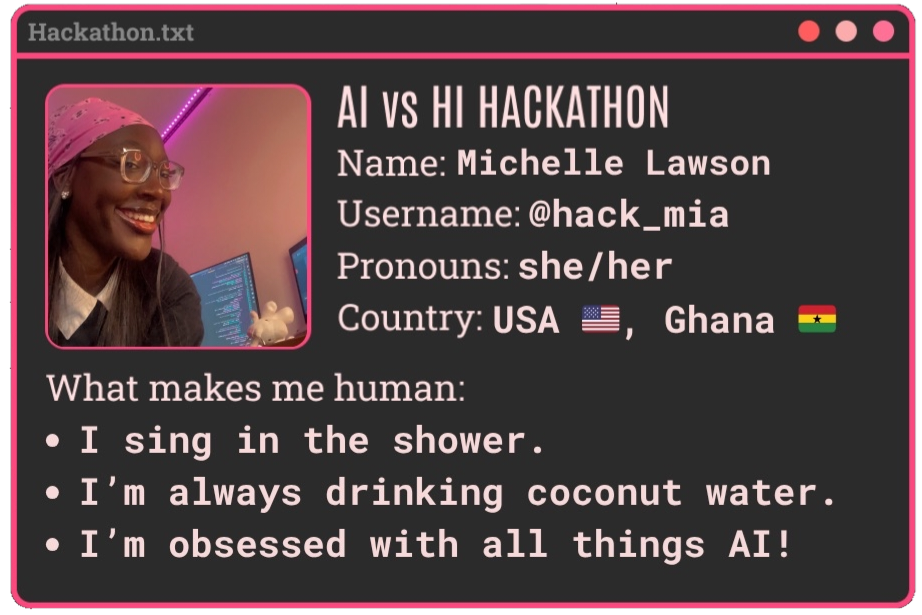 Hackathon.txt
AI vs HI HACKATHON
Name: Michelle Lawson
Username: @hack_mia
Pronouns: she/her
Country: USA 🇺🇸, Ghana 🇬🇭
What makes me human:
• I sing in the shower.
• I’m always drinking coconut water.
• I’m obsessed with all things AI!